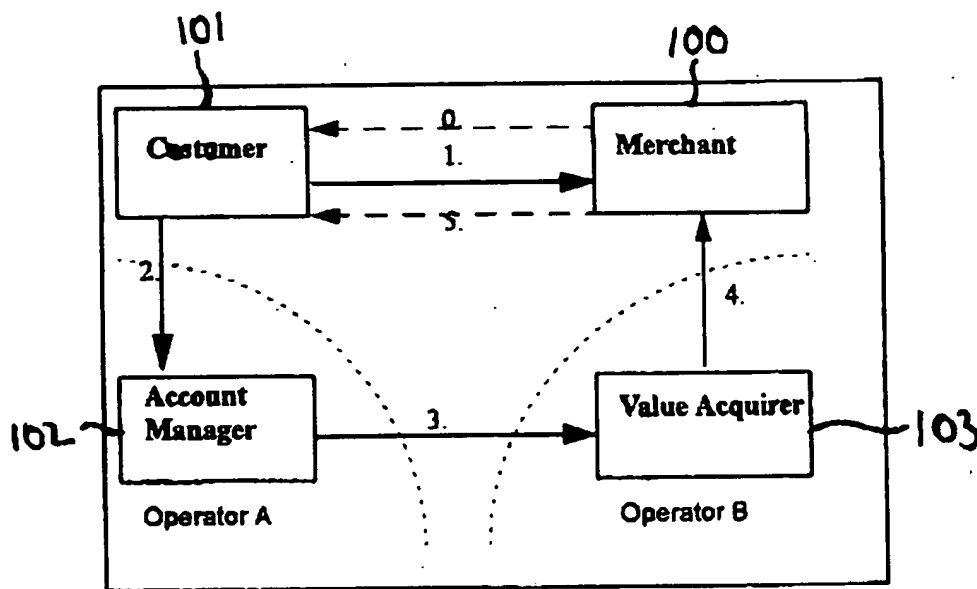 101
100
Customer
0
Merchant
1.
5.
2.
4.
Account
Manager
Value Acquirer
102
3.
103
Operator A
Operator B